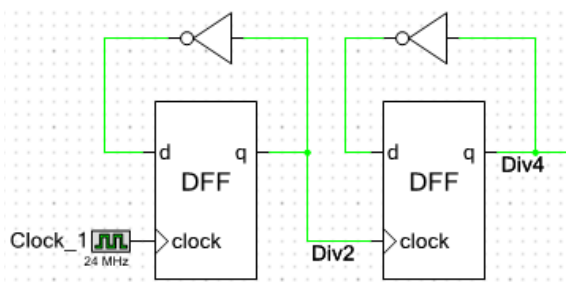 d q
DFF
Clock_1
24 MHz
clock
Div2
d q
DFF
clock
Div4